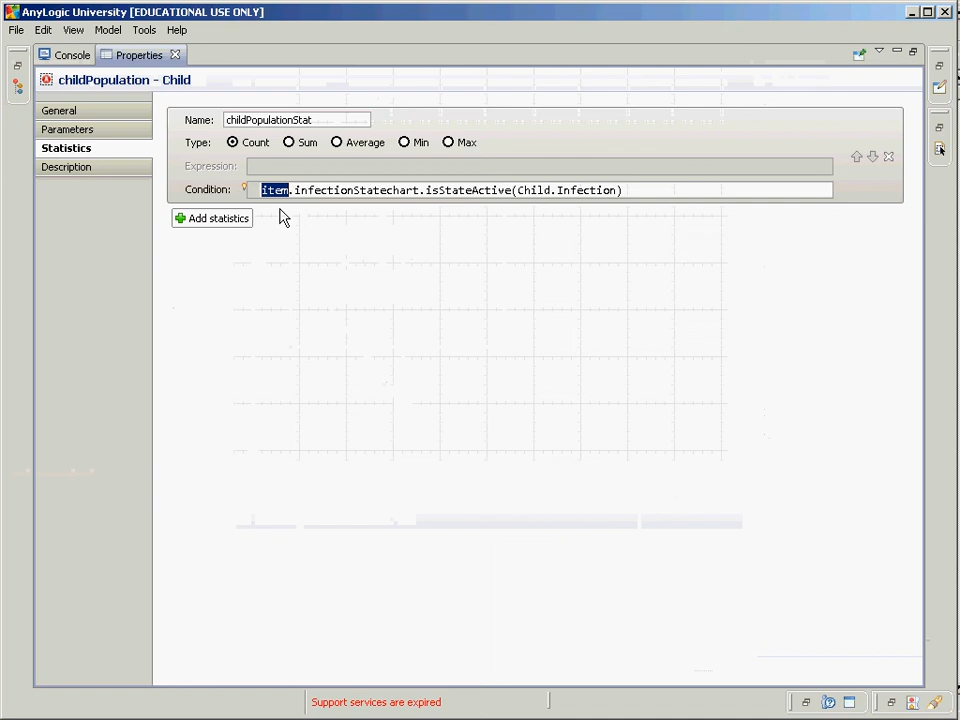 AnyLogic University [EDUCATIONAL USE ONLY]
File Edit View Model Tools Help
Console Properties
childPopulation - Child
General
Parameters
Statistics
Description
Name: childPopulationStat
Type: Count Sum Average Min Max
Expression:
Condition: item.infectionStatechart.isStateActive(Child.Infection)
Add statistics
Support services are expired